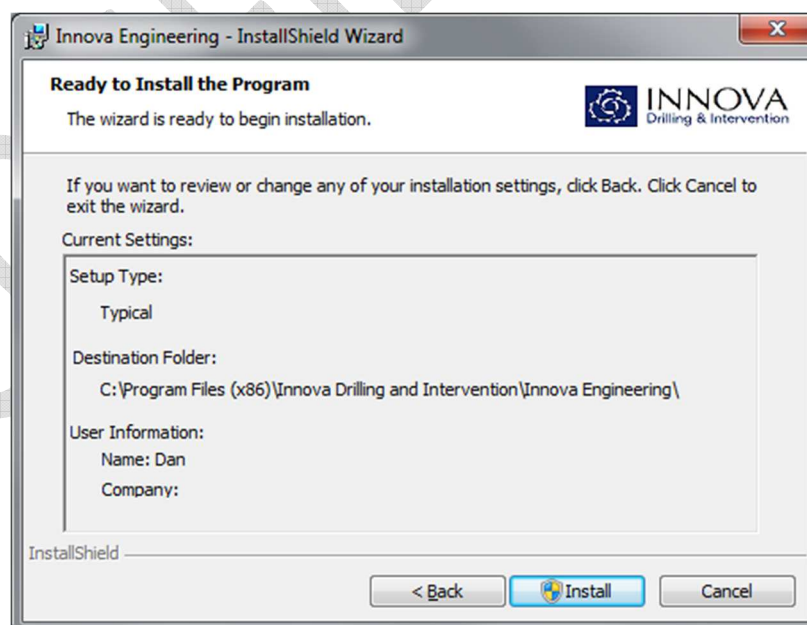 Innova Engineering - InstallShield Wizard
Ready to Install the Program
The wizard is ready to begin installation.
INNOVA
Drilling & Intervention
If you want to review or change any of your installation settings, click Back. Click Cancel to
exit the wizard.
Current Settings:
Setup Type:
Typical
Destination Folder:
C:\Program Files (x86)\Innova Drilling and Intervention\Innova Engineering\
User Information:
Name: Dan
Company:
InstallShield
< Back
Install
Cancel